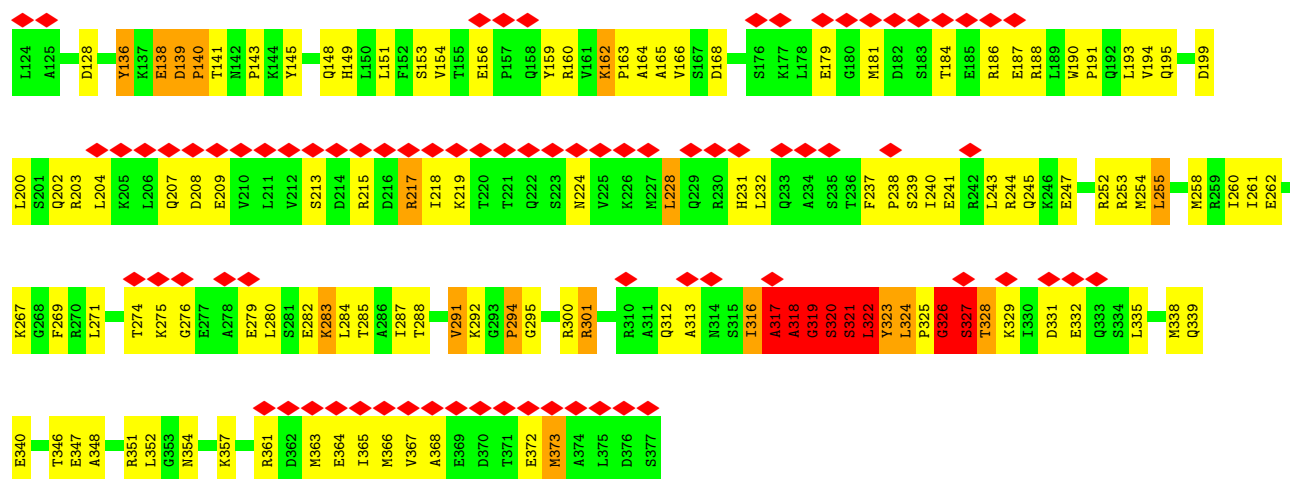 L124 A125 D128 Y136 K137 E138 D139 P140 T141 N142 P143 K144 Y145 Q148 H149 L150 L151 F152 S153 V154 T155 E156 P157 Q158 Y159 R160 V161 K162 P163 A164 A165 V166 S167 D168 S176 K177 L178 E179 G180 M181 D182 S183 T184 E185 R186 E187 R188 L189 W190 P191 Q192 L193 V194 Q195 D199
L200 S201 Q202 R203 L204 K205 L206 Q207 D208 E209 V210 L211 V212 S213 D214 R215 D216 R217 I218 K219 T220 T221 Q222 S223 N224 V225 K226 M227 L228 Q229 R230 H231 L232 Q233 A234 S235 T236 F237 P238 S239 I240 E241 R242 L243 R244 Q245 K246 E247 R252 R253 M254 L255 M258 R259 I260 I261 E262
K267 G268 F269 R270 L271 T274 K275 G276 E277 A278 E279 L280 S281 E282 K283 L284 T285 A286 I287 T288 V291 K292 G293 P294 G295 R300 R301 R310 A311 Q312 A313 N314 S315 I316 A317 A318 G319 S320 S321 L322 Y323 L324 P325 G326 S327 T328 K329 I330 D331 E332 Q333 S334 L335 M338 Q339
E340 T346 E347 A348 R351 L352 G353 N354 K357 R361 D362 M363 E364 I365 M366 V367 A368 E369 D370 T371 E372 M373 A374 L375 D376 S377